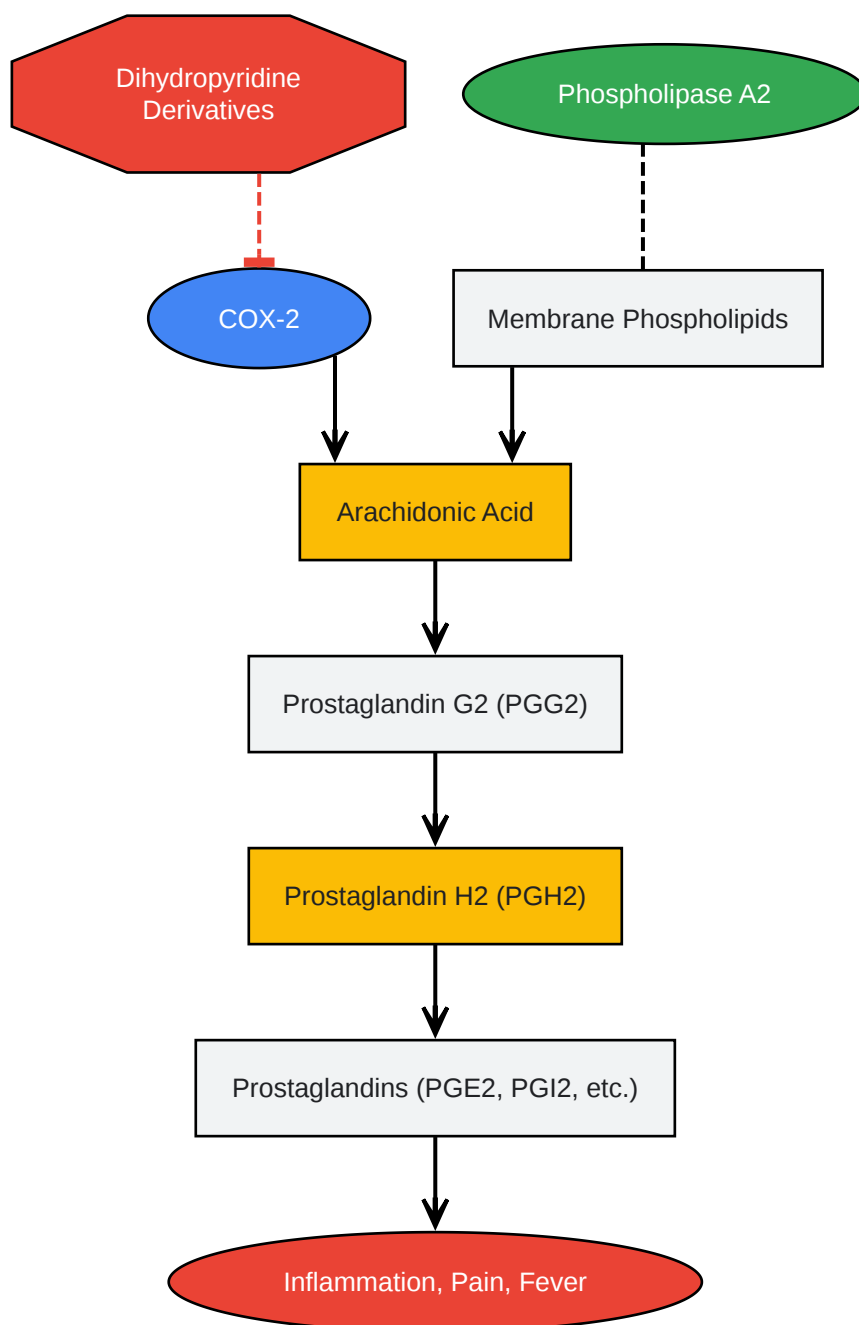 Dihydropyridine
Derivatives
Phospholipase A2
COX-2
Membrane Phospholipids
Arachidonic Acid
Prostaglandin G2 (PGG2)
Prostaglandin H2 (PGH2)
Prostaglandins (PGE2, PGI2, etc.)
Inflammation, Pain, Fever